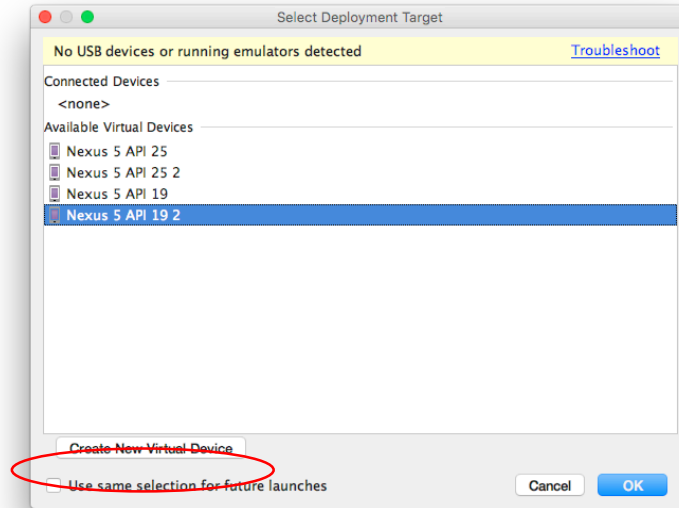 Select Deployment Target
No USB devices or running emulators detected Troubleshoot
Connected Devices
<none>
Available Virtual Devices
Nexus 5 API 25
Nexus 5 API 25 2
Nexus 5 API 19
Nexus 5 API 19 2
Create New Virtual Device
Use same selection for future launches Cancel OK